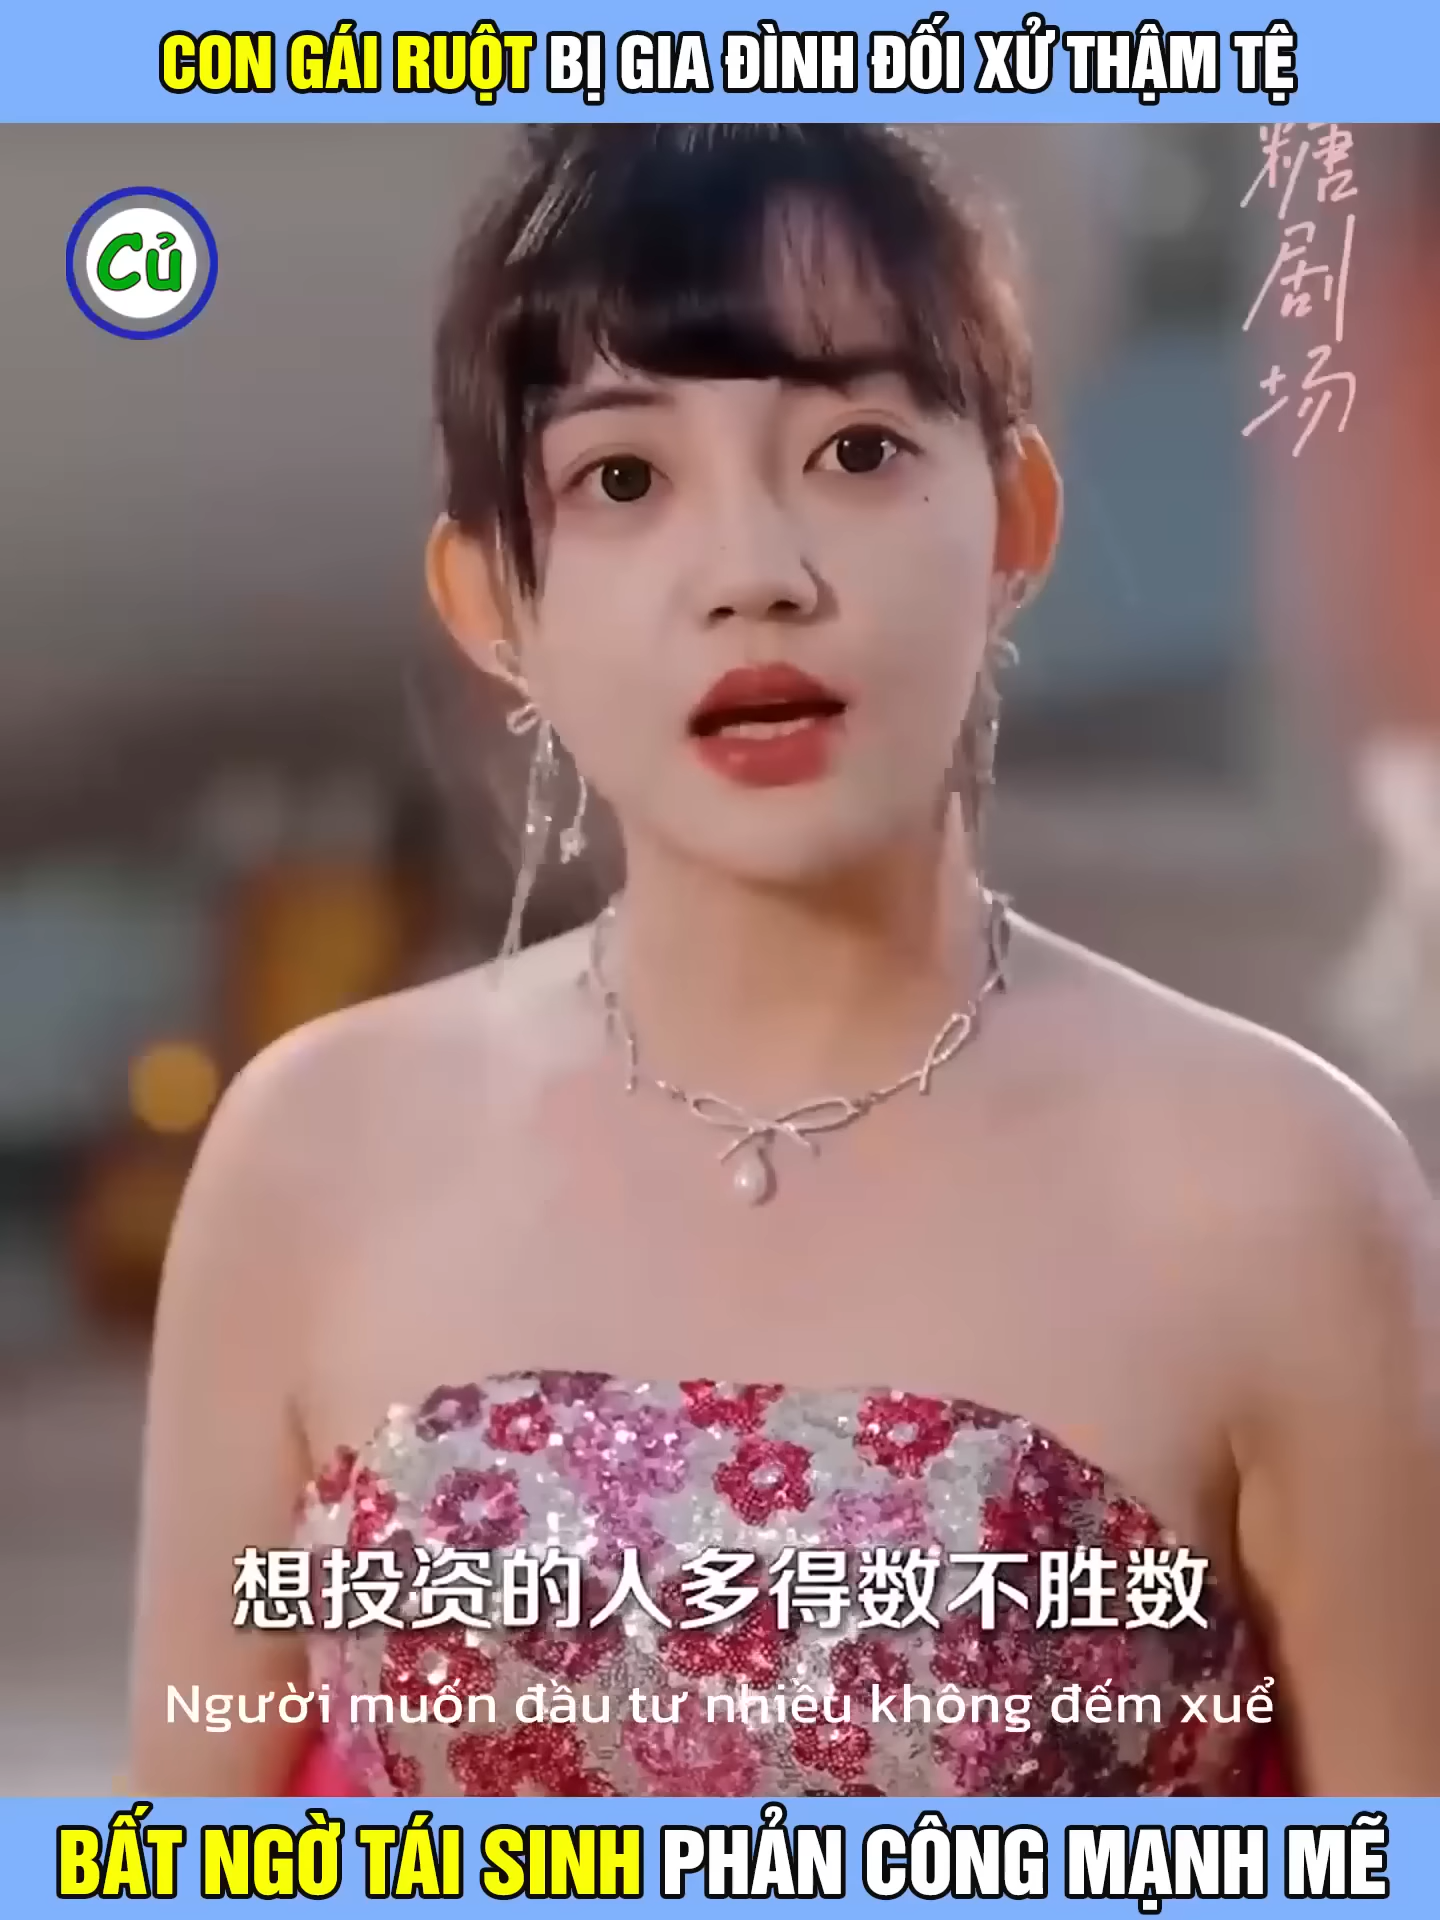 CON GÁI RUỘT BỊ GIA ĐÌNH ĐỐI XỬ THẬM TỆ
糖剧场
Củ
想投资的人多得数不胜数
Người muốn đầu tư nhiều không đếm xuể
BẤT NGỜ TÁI SINH PHẢN CÔNG MẠNH MẼ